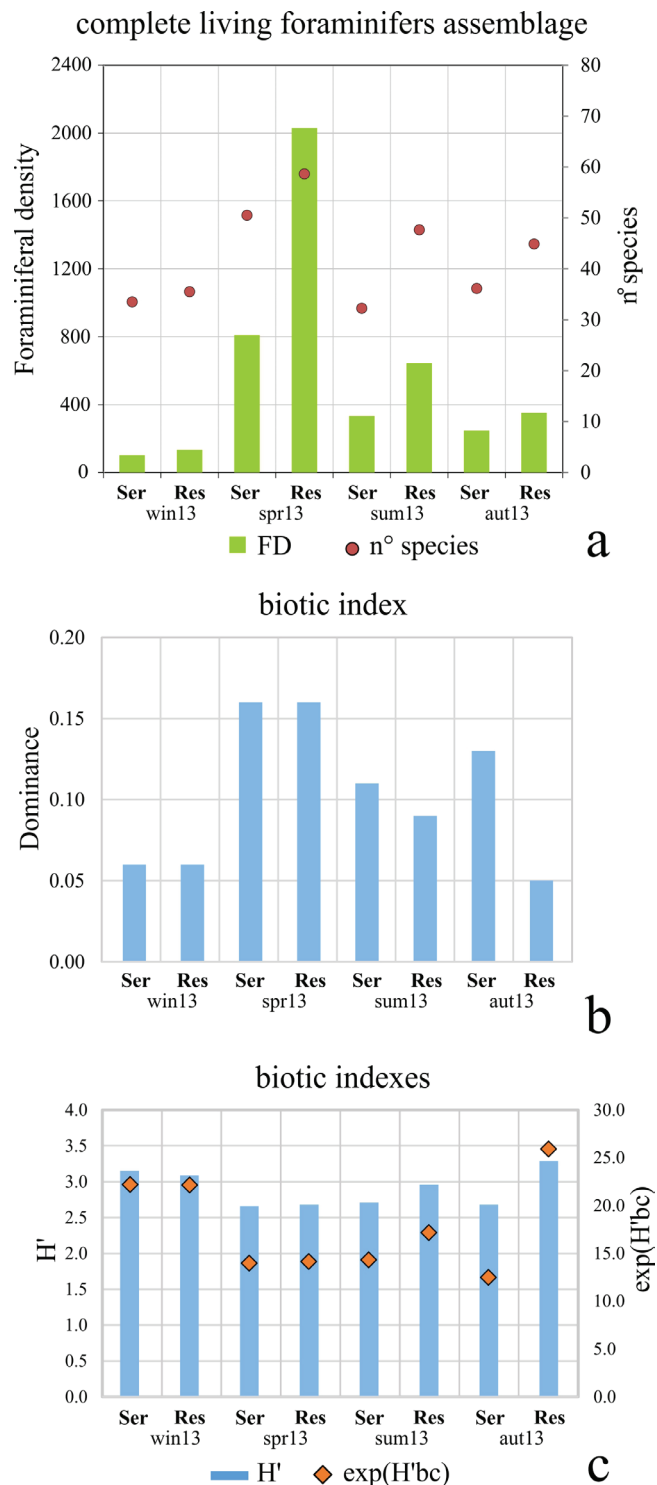 complete living foraminifers assemblage
2400 80
70
2000
60
1600
50
1200 40
30
800
20
400
10
0 0
Foraminiferal density
n° species
Ser Res Ser Res Ser Res Ser Res
win13 spr13 sum13 aut13
FD n° species
a
biotic index
0.20
0.15
0.10
0.05
0.00
Dominance
Ser Res Ser Res Ser Res Ser Res
win13 spr13 sum13 aut13
b
biotic indexes
4.0 30.0
3.5
25.0
3.0
20.0
2.5
2.0 15.0
1.5
10.0
1.0
5.0
0.5
0.0 0.0
H'
exp(H'bc)
Ser Res Ser Res Ser Res Ser Res
win13 spr13 sum13 aut13
H' exp(H'bc)
c